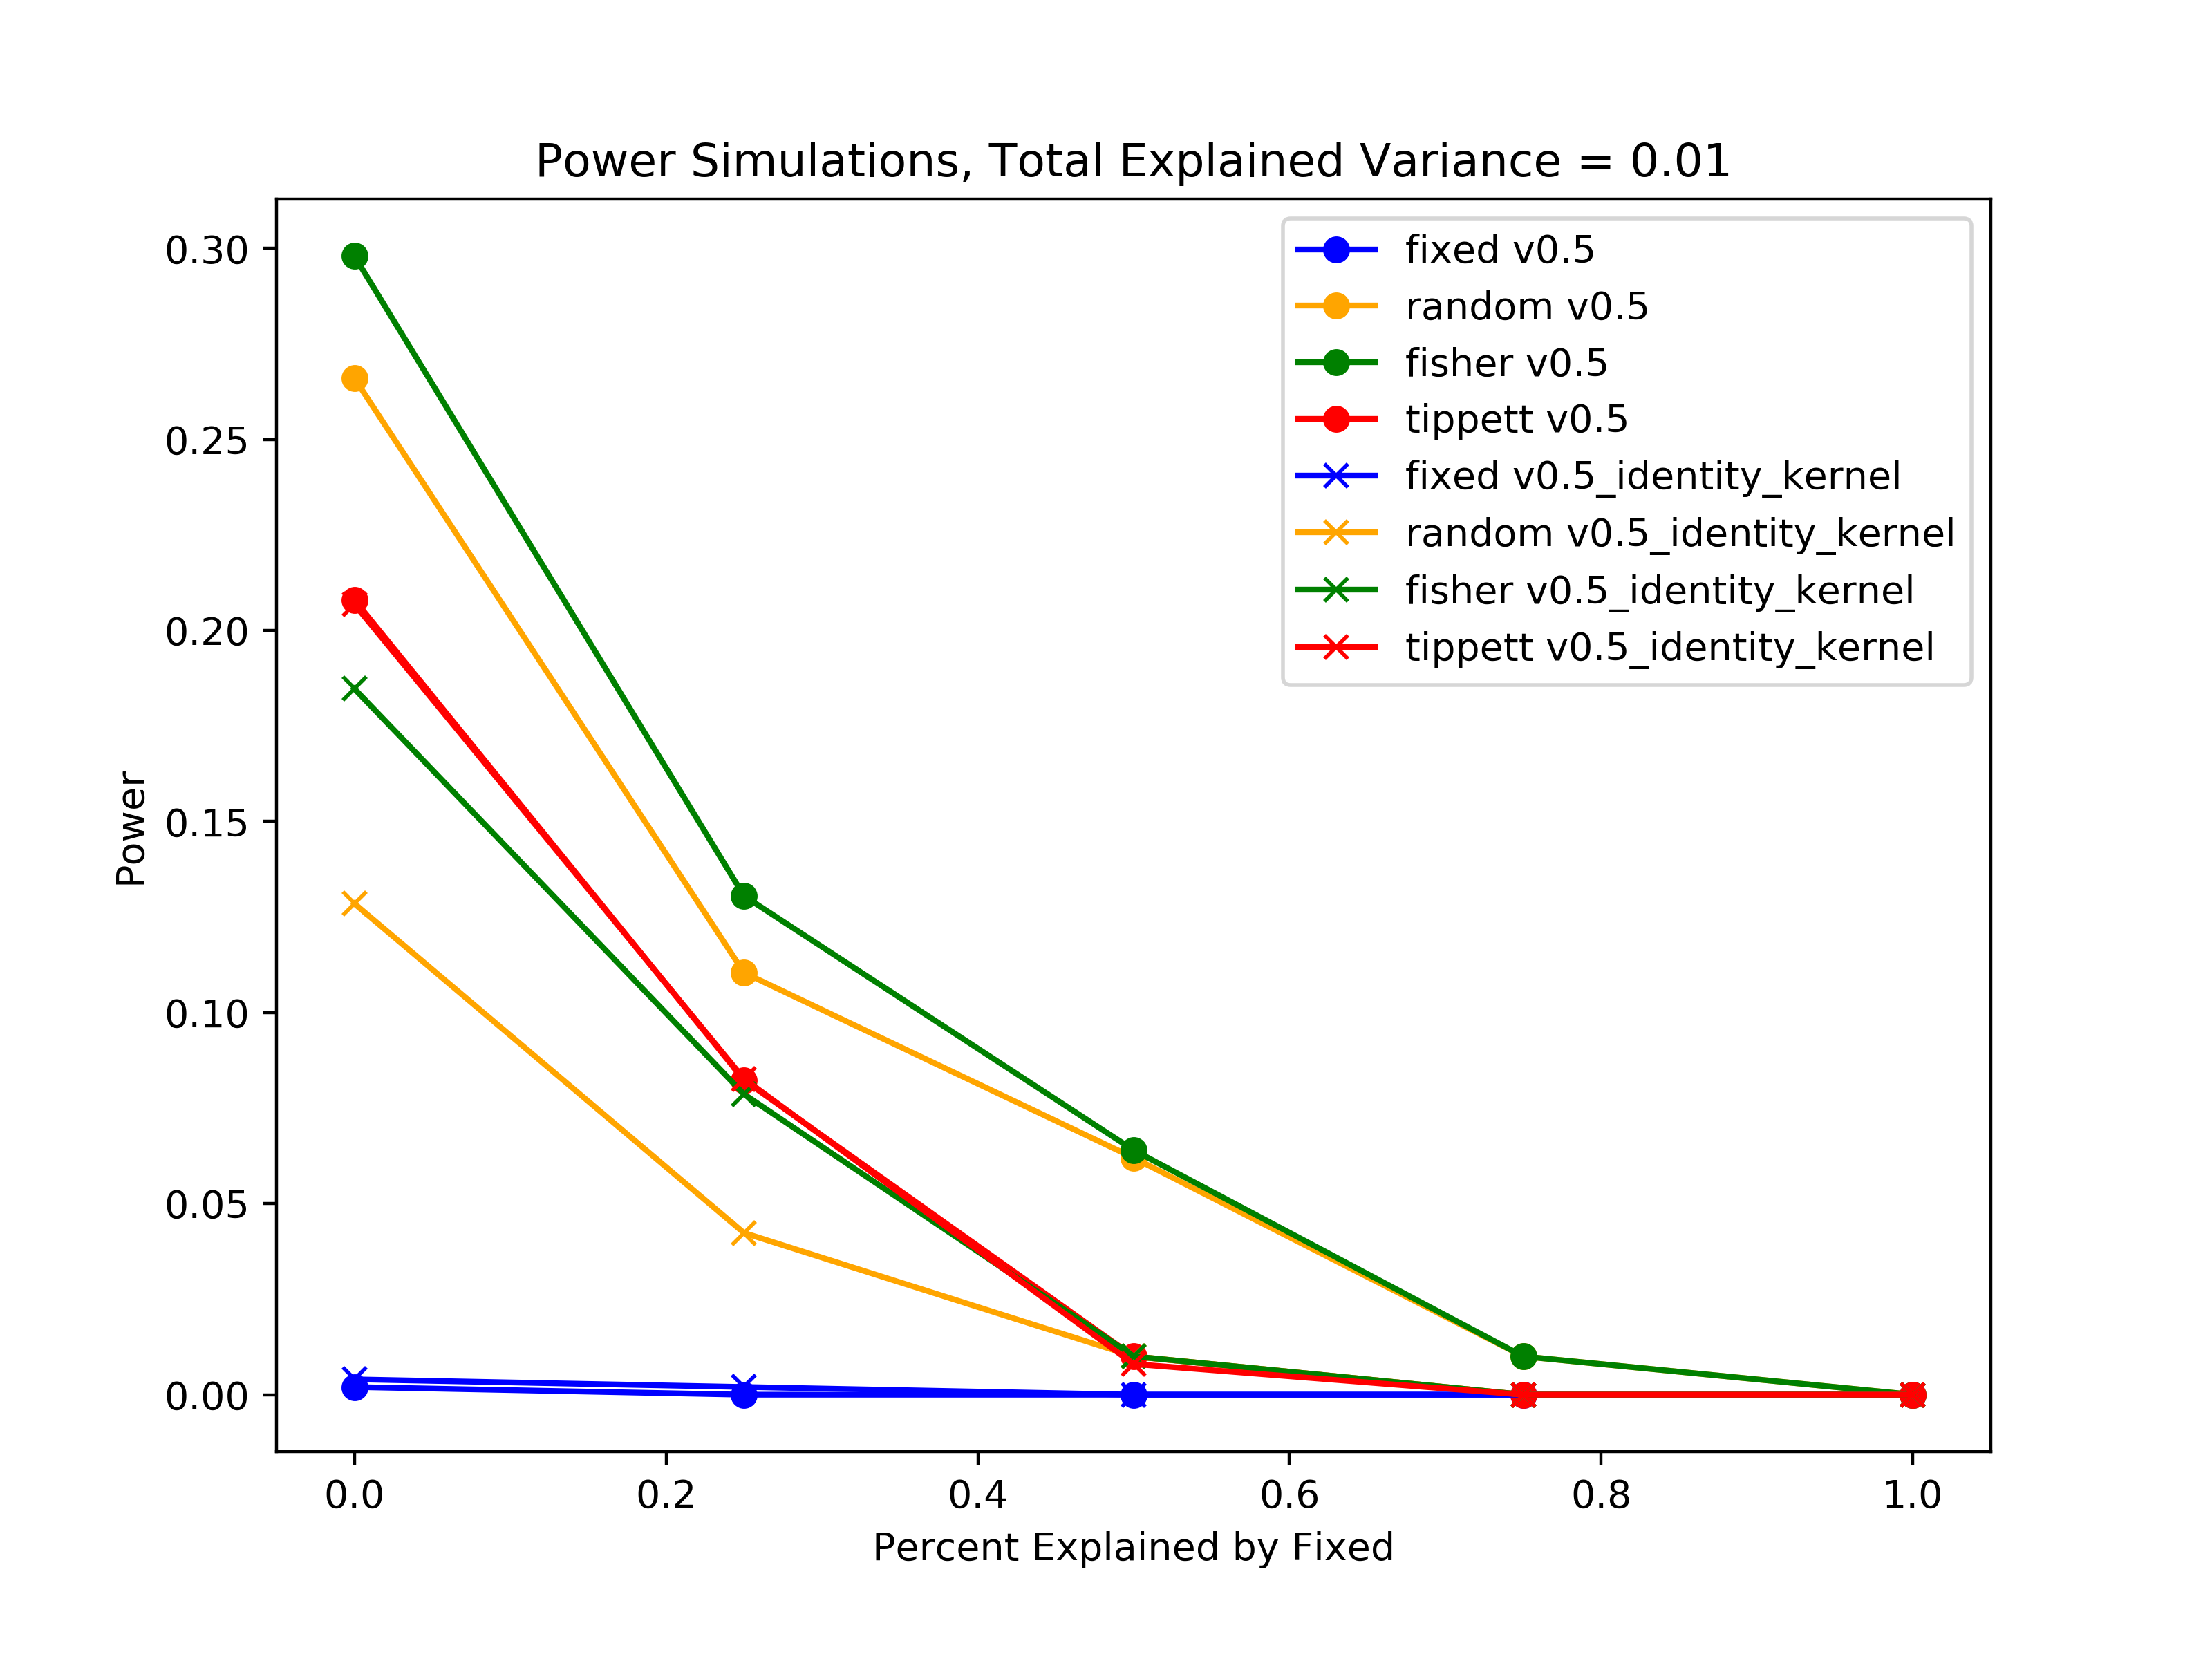 Power Simulations, Total Explained Variance = 0.01
fixed v0.5
random v0.5
fisher v0.5
tippett v0.5
fixed v0.5_identity_kernel
random v0.5_identity_kernel
fisher v0.5_identity_kernel
tippett v0.5_identity_kernel
Power
0.30
0.25
0.20
0.15
0.10
0.05
0.00
0.0 0.2 0.4 0.6 0.8 1.0
Percent Explained by Fixed